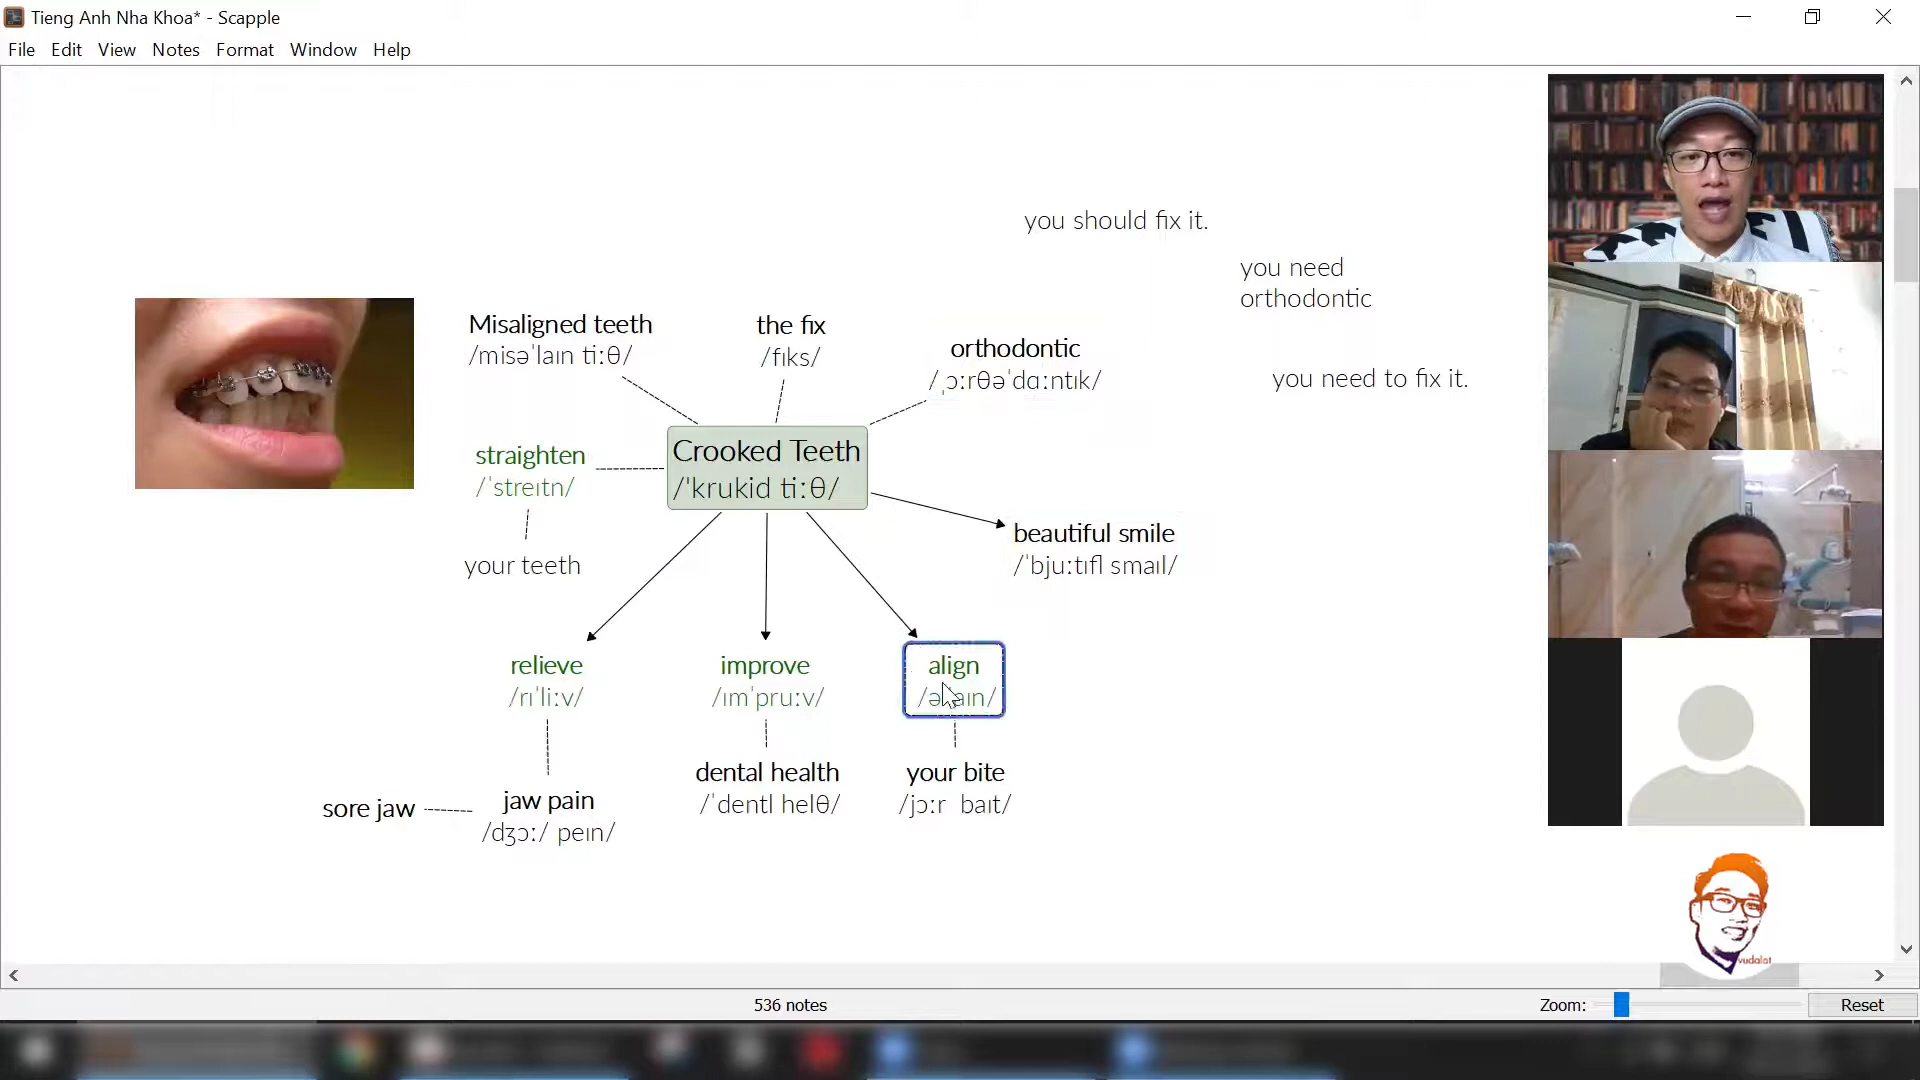 Tieng Anh Nha Khoa* - Scapple
File Edit View Notes Format Window Help
you should fix it.
you need
orthodontic
Misaligned teeth
/misəˈlaɪn tiːθ/
the fix
/fɪks/
orthodontic
/ˌɔːrθəˈdɑːntɪk/
you need to fix it.
straighten
/ˈstreɪtn/
Crooked Teeth
/ˈkrukid tiːθ/
your teeth
beautiful smile
/ˈbjuːtɪfl smaɪl/
relieve
/rɪˈliːv/
improve
/ɪmˈpruːv/
align
your bite
/jɔːr baɪt/
dental health
/ˈdentl helθ/
sore jaw
jaw pain
/dʒɔː/ peɪn/
vudalat
536 notes
Zoom:
Reset